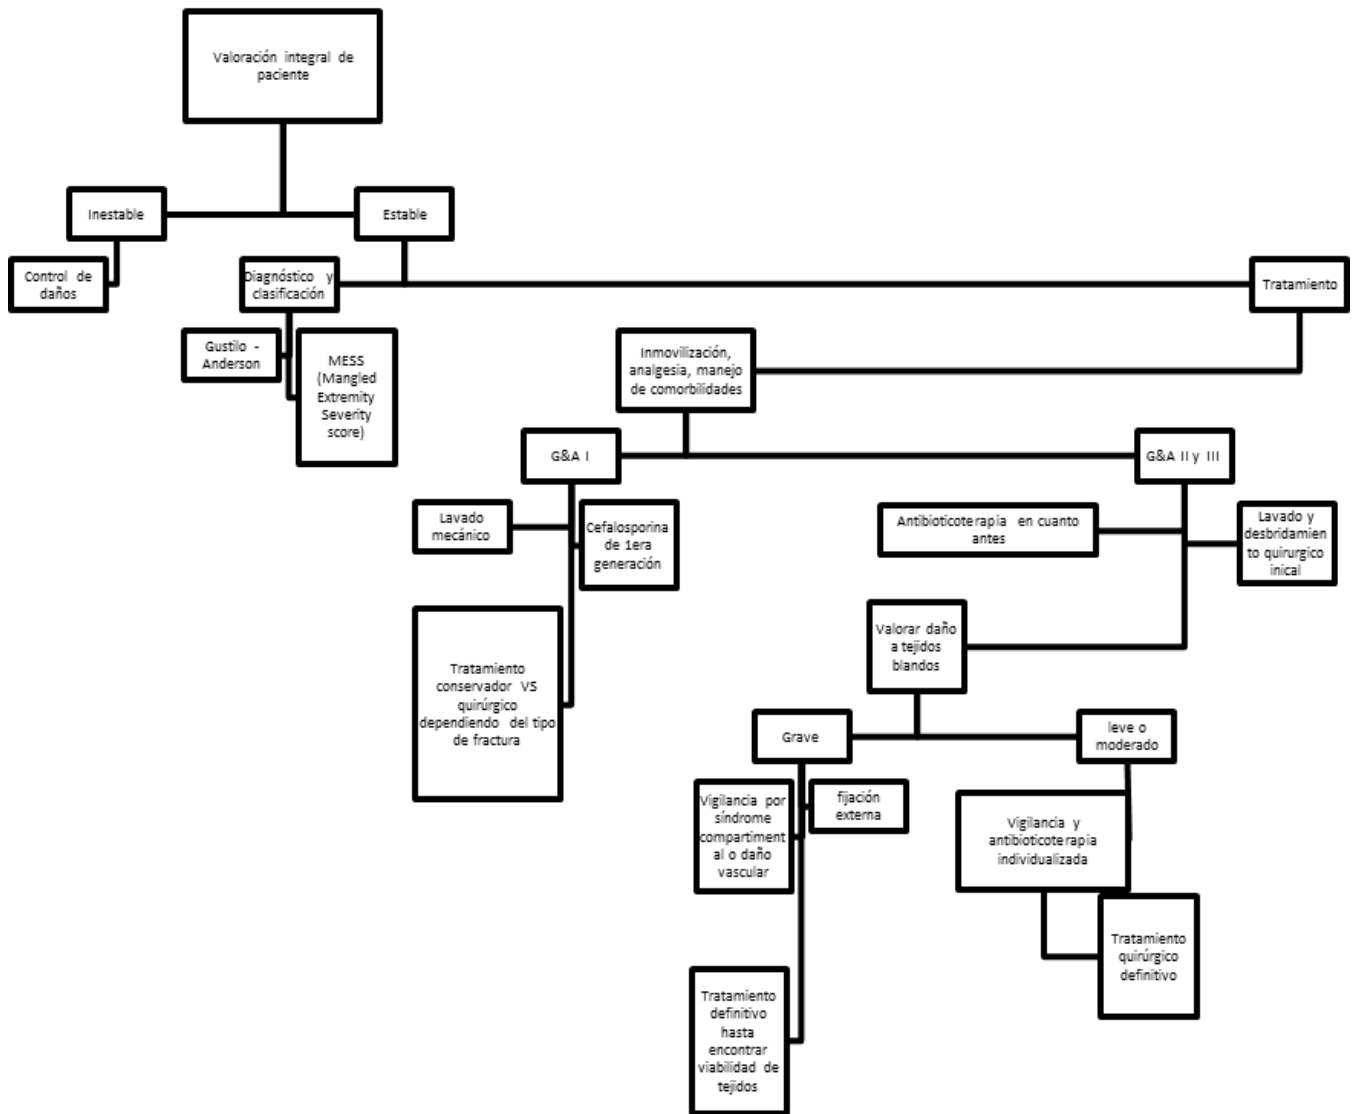 Valoración integral de
paciente
Inestable
Estable
Control de
daños
Diagnóstico y
clasificación
Tratamiento
Gustilo -
Anderson
MESS
(Mangled
Extremity
Severity
score)
Inmovilización,
analgesia, manejo
de comorbilidades
G&A I
G&A II y III
Lavado
mecánico
Cefalosporina
de 1era
generación
Antibioticoterapia en cuanto
antes
Lavado y
desbridamien
to quirurgico
inical
Tratamiento
conservador VS
quirúrgico
dependiendo del tipo
de fractura
Valorar daño
a tejidos
blandos
Grave
leve o
moderado
Vigilancia por
síndrome
compartiment
al o daño
vascular
fijación
externa
Vigilancia y
antibioticoterapia
individualizada
Tratamiento
quirúrgico
definitivo
Tratamiento
definitivo
hasta
encontrar
viabilidad de
tejidos